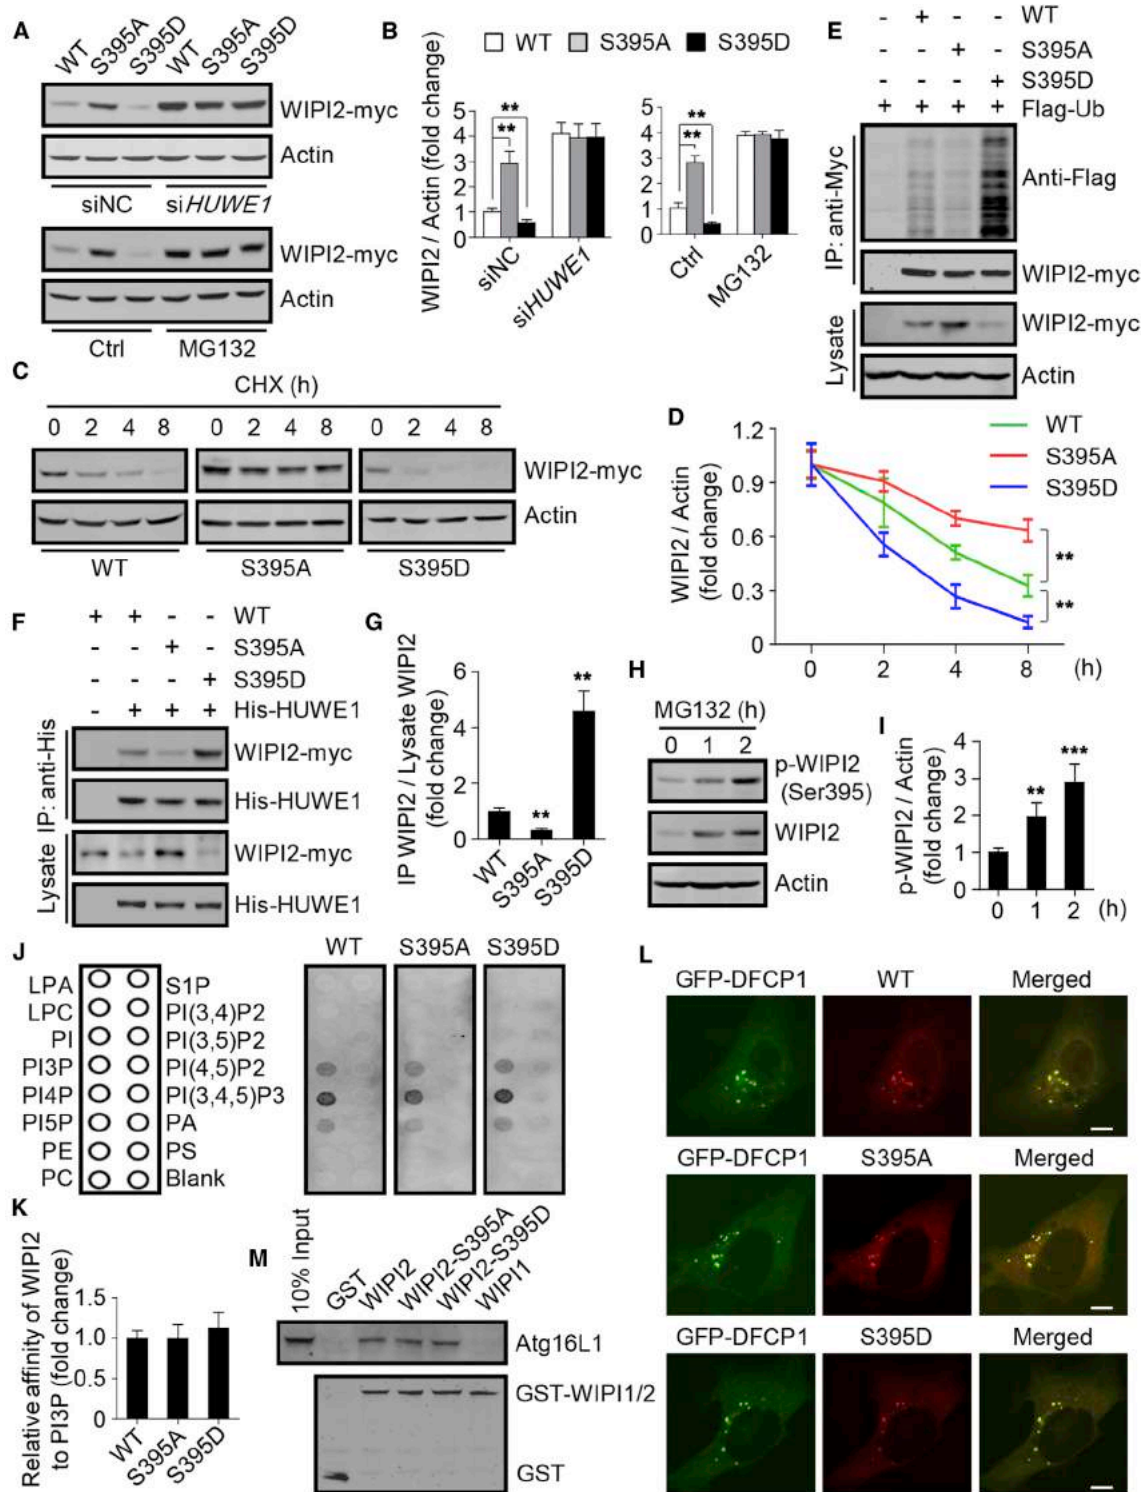 A
WT S395A S395D WT S395A S395D
WIPI2-myc
Actin
siNC siHUWE1
WIPI2-myc
Actin
Ctrl MG132
B
WT S395A S395D
WIPI2 / Actin (fold change)
5 4 3 2 1 0
** **
siNC siHUWE1
5 4 3 2 1 0
** **
Ctrl MG132
E
- + - - WT
- - + - S395A
- - - + S395D
+ + + + Flag-Ub
IP: anti-Myc
Anti-Flag
WIPI2-myc
Lysate
WIPI2-myc
Actin
C
CHX (h)
0 2 4 8 0 2 4 8 0 2 4 8
WIPI2-myc
Actin
WT S395A S395D
D
WIPI2 / Actin
(fold change)
1.2
0.9
0.6
0.3
0
0 2 4 8 (h)
WT
S395A
S395D
**
**
F
+ + - - WT
- - + - S395A
- - - + S395D
- + + + His-HUWE1
Lysate IP: anti-His
WIPI2-myc
His-HUWE1
WIPI2-myc
His-HUWE1
G
IP WIPI2 / Lysate WIPI2
(fold change)
6
4
2
0
**
**
WT S395A S395D
H
MG132 (h)
0 1 2
p-WIPI2
(Ser395)
WIPI2
Actin
I
p-WIPI2 / Actin
(fold change)
4
3
2
1
0
**
***
0 1 2 (h)
J
WT S395A S395D
LPA S1P
LPC PI(3,4)P2
PI PI(3,5)P2
PI3P PI(4,5)P2
PI4P PI(3,4,5)P3
PI5P PA
PE PS
PC Blank
K
Relative affinity of WIPI2
to PI3P (fold change)
1.5
1.0
0.5
0
WT S395A S395D
M
10% Input GST WIPI2 WIPI2-S395A WIPI2-S395D WIPI1
Atg16L1
GST-WIPI1/2
GST
L
GFP-DFCP1 WT Merged
GFP-DFCP1 S395A Merged
GFP-DFCP1 S395D Merged